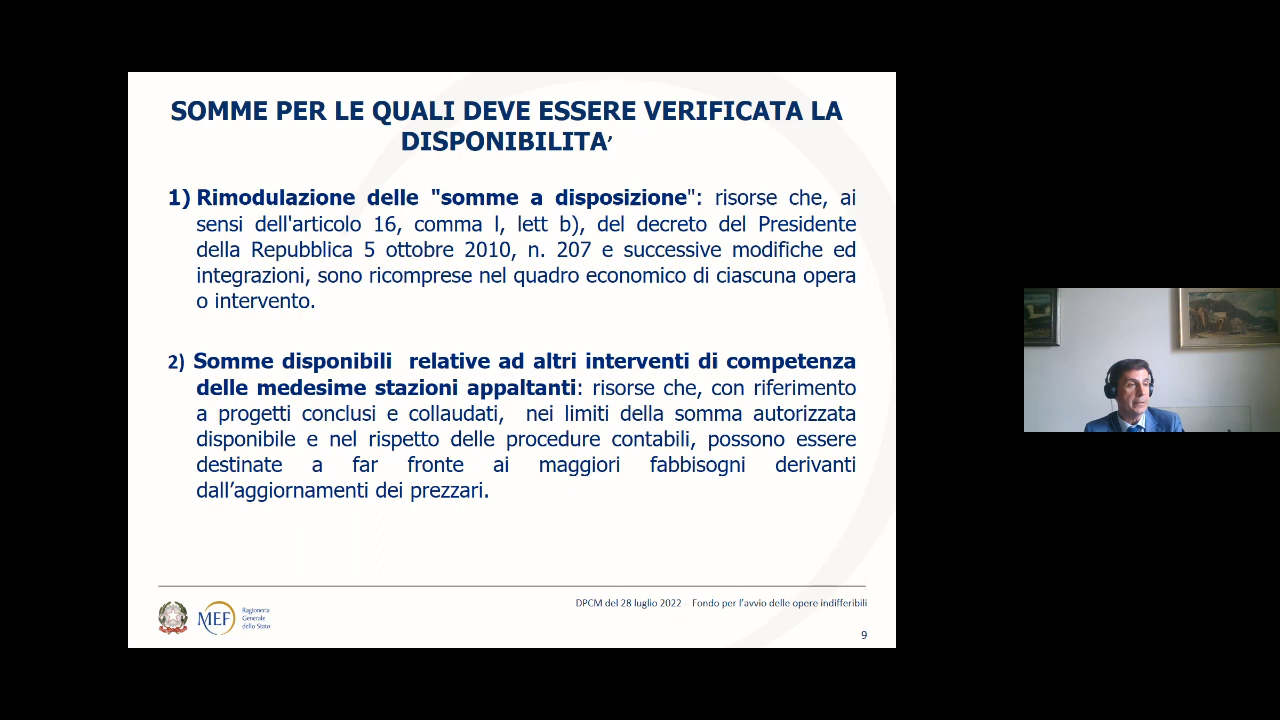 SOMME PER LE QUALI DEVE ESSERE VERIFICATA LA
DISPONIBILITA’
1) Rimodulazione delle "somme a disposizione": risorse che, ai
sensi dell'articolo 16, comma l, lett b), del decreto del Presidente
della Repubblica 5 ottobre 2010, n. 207 e successive modifiche ed
integrazioni, sono ricomprese nel quadro economico di ciascuna opera
o intervento.
2) Somme disponibili relative ad altri interventi di competenza
delle medesime stazioni appaltanti: risorse che, con riferimento
a progetti conclusi e collaudati, nei limiti della somma autorizzata
disponibile e nel rispetto delle procedure contabili, possono essere
destinate a far fronte ai maggiori fabbisogni derivanti
dall’aggiornamenti dei prezzari.
MEF
Ragioneria
Generale
dello Stato
DPCM del 28 luglio 2022 - Fondo per l’avvio delle opere indifferibili
9